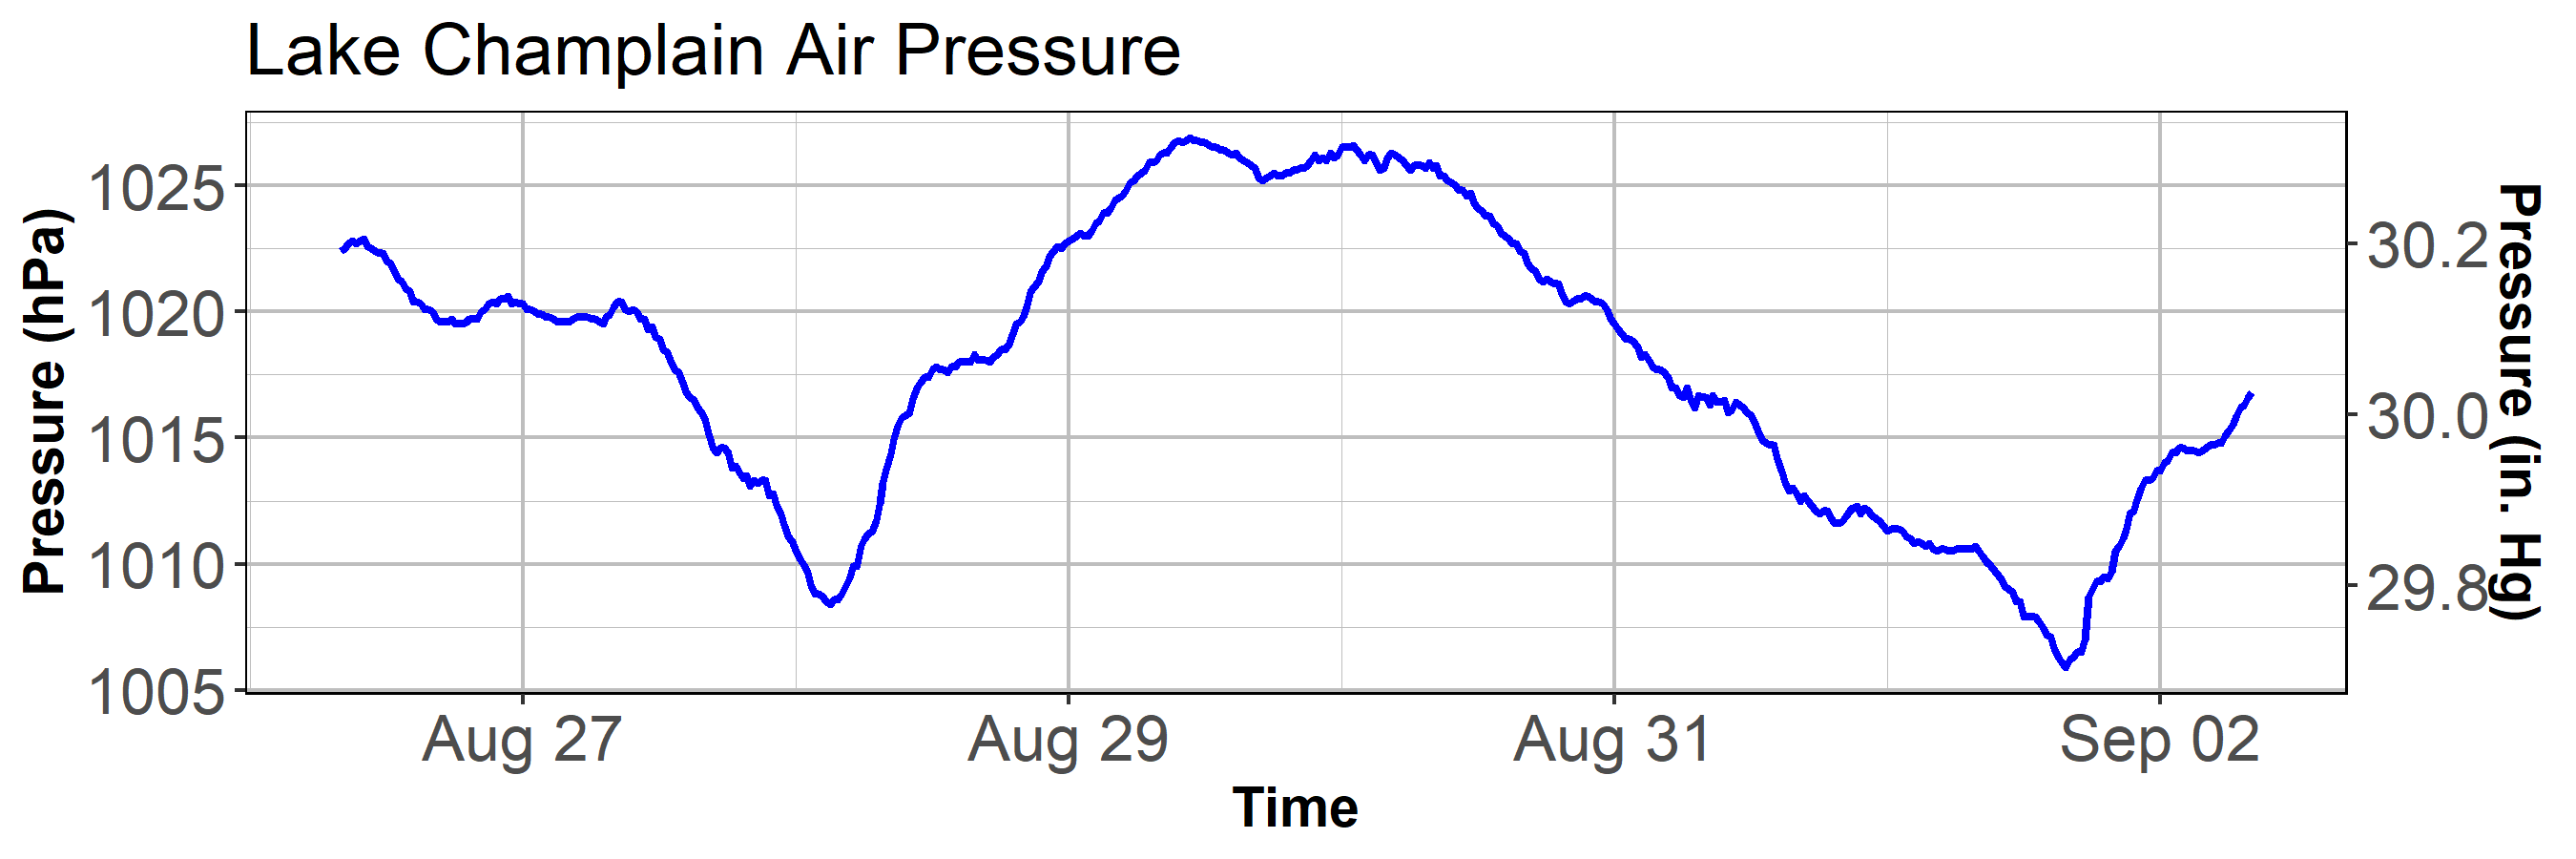 Lake Champlain Air Pressure
Pressure (hPa)
1025
1020
1015
1010
1005
30.2
30.0
29.8
Pressure (in. Hg)
Aug 27
Aug 29
Aug 31
Sep 02
Time